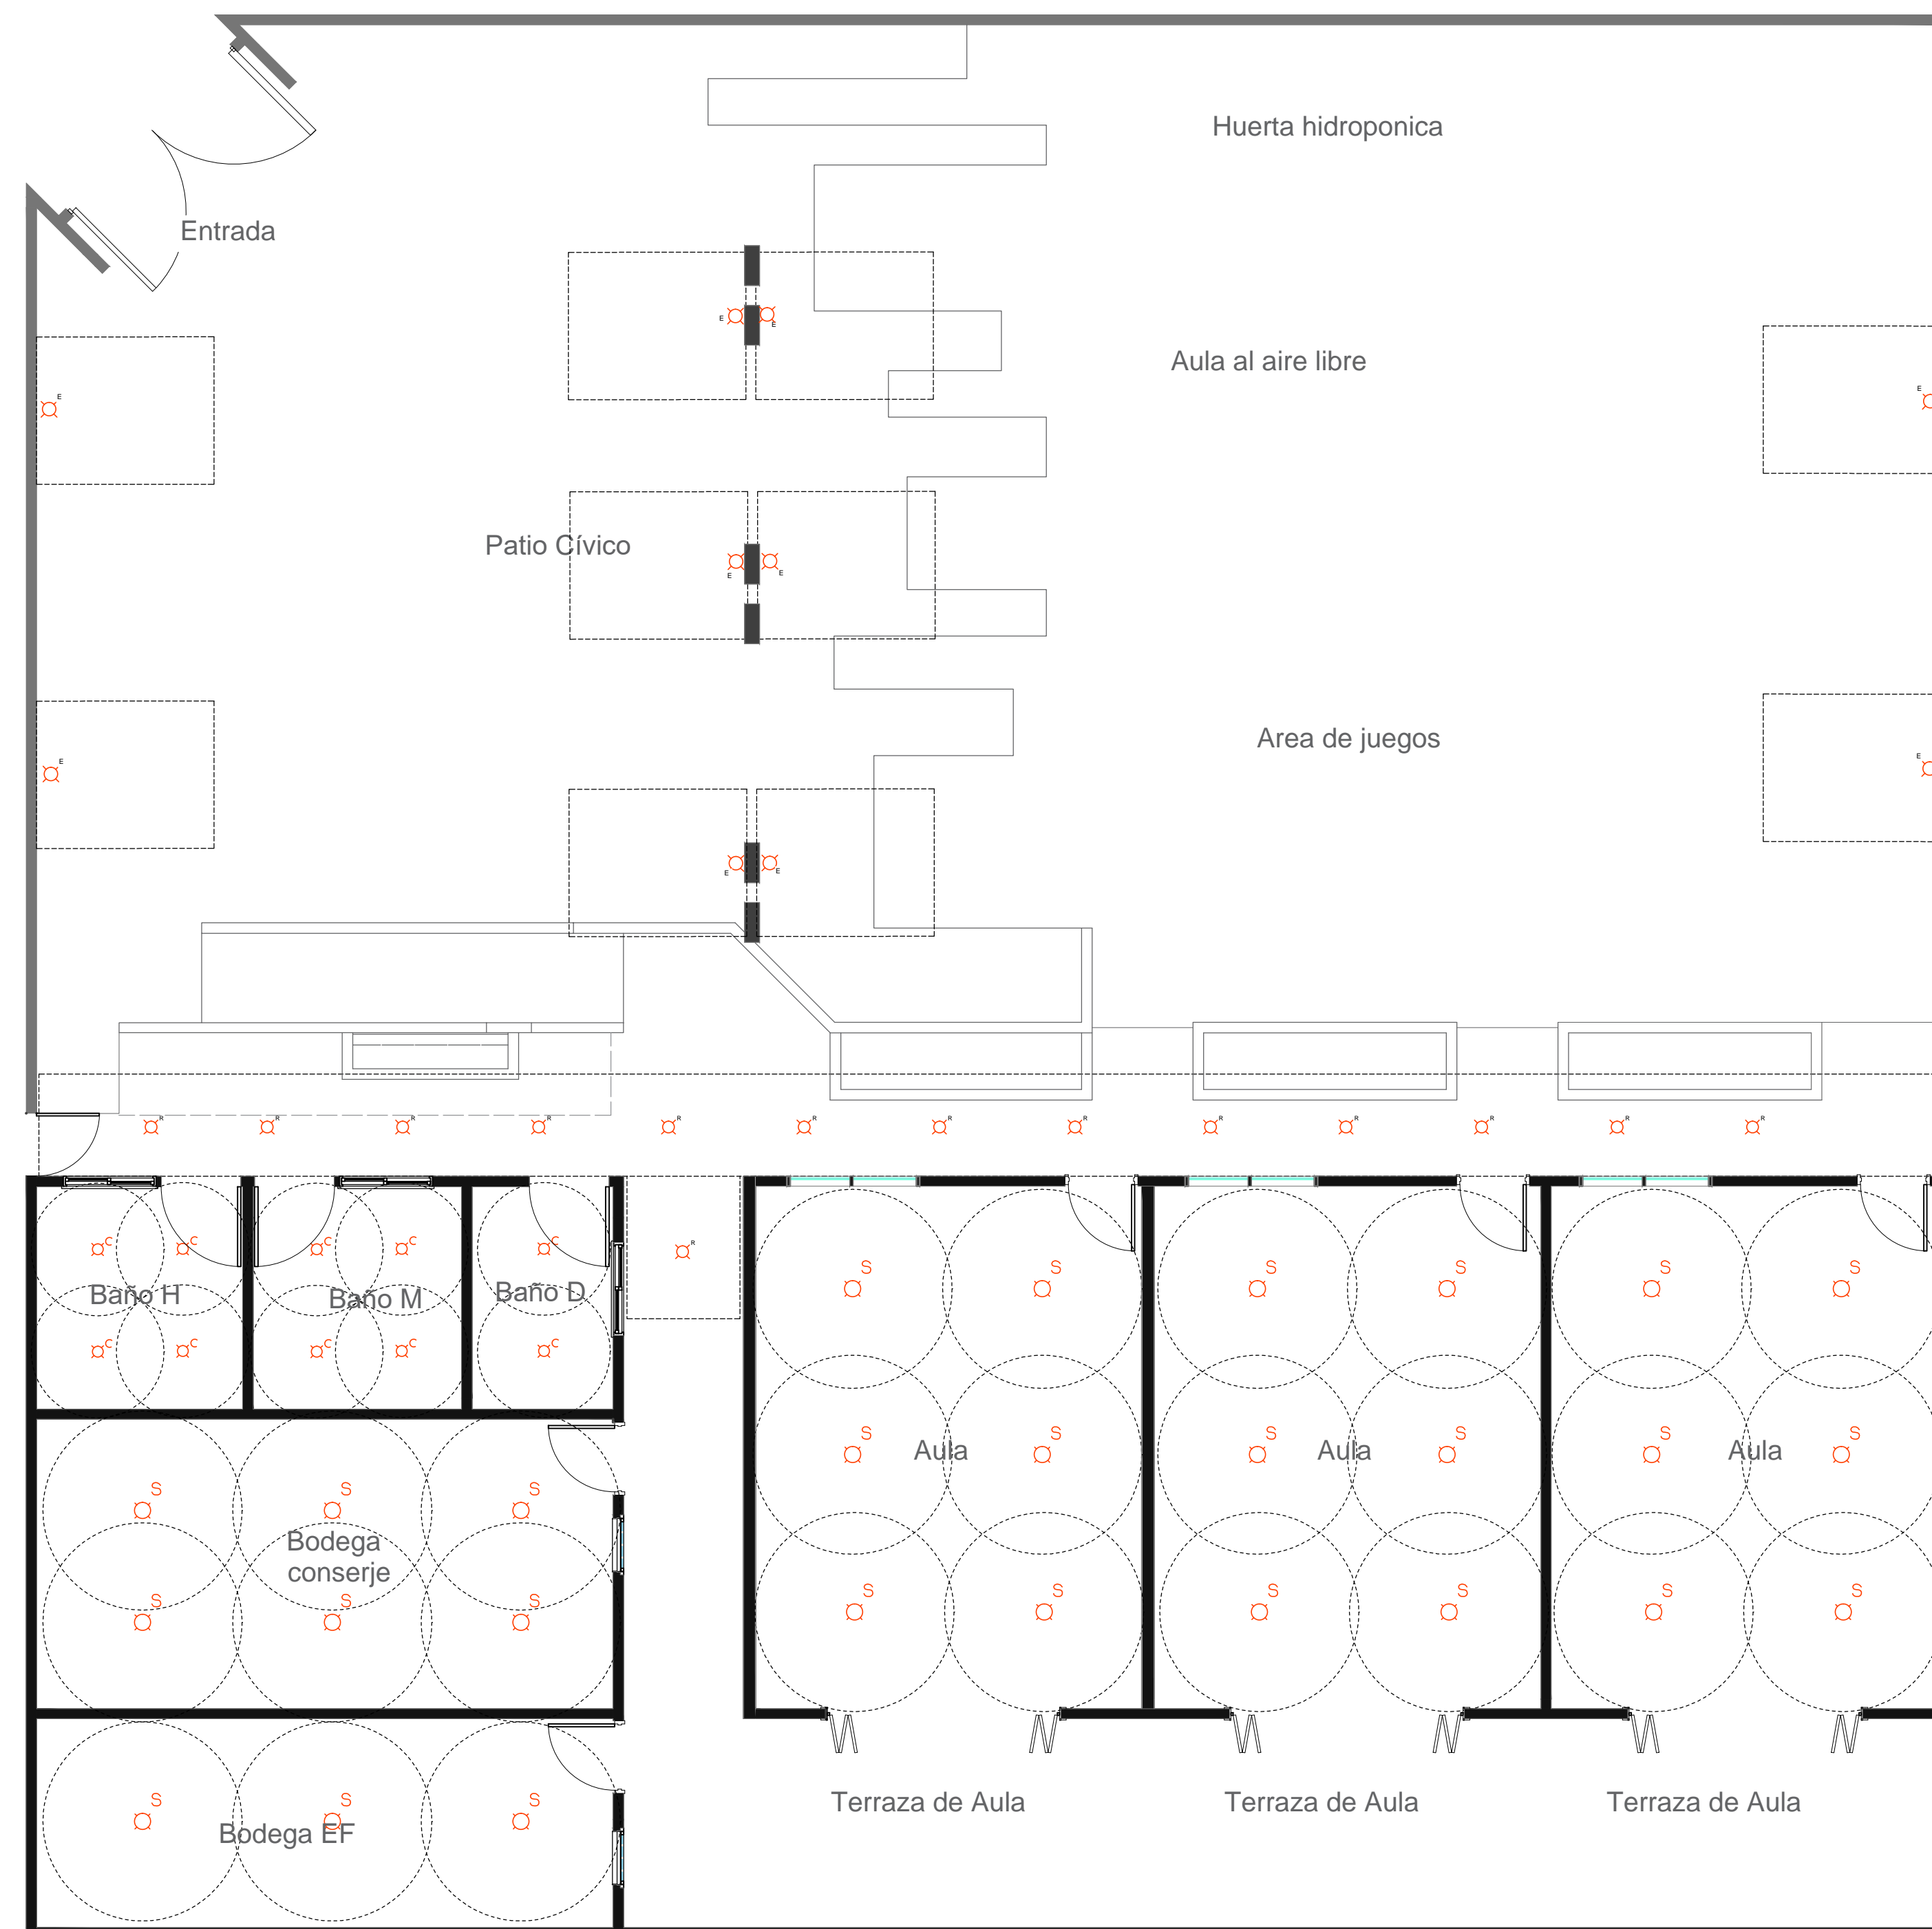 Huerta hidroponica
Entrada
E
E
Aula al aire libre
E
E
Patio Cívico
E
E
Area de juegos
E
E
E
E
R
R
R
R
R
R
R
R
R
R
R
R
R
C
C
C
C
C
R
S
S
S
S
S
S
Baño H
Baño M
Baño D
C
C
C
C
C
S
S
S
S
S
S
Aula
Aula
Aula
S
S
S
Bodega
conserje
S
S
S
S
S
S
S
S
S
Terraza de Aula
Terraza de Aula
Terraza de Aula
S
S
S
Bodega EF